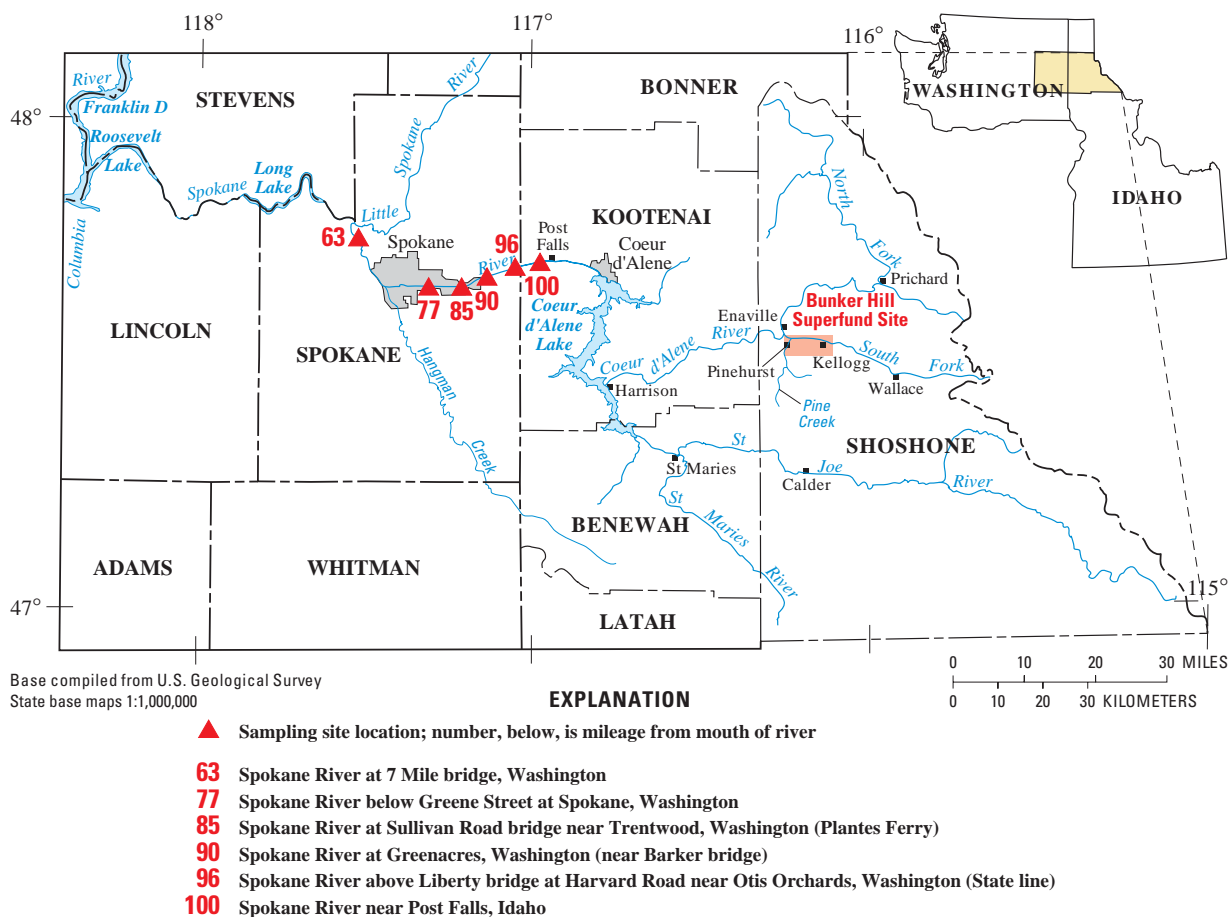 118°
117°
116°
48°
River
Franklin D
Roosevelt
Lake
STEVENS
Spokane
River
BONNER
WASHINGTON
IDAHO
Columbia
Spokane
Long
Lake
Little
63
Spokane
River
77
85
90
96
100
Post
Falls
KOOTENAI
Coeur
d'Alene
Coeur
d'Alene
Lake
North
Fork
Prichard
Bunker Hill
Superfund Site
Enaville
LINCOLN
SPOKANE
Hangman
Creek
Coeur
d'Alene
River
Pinehurst
Kellogg
South
Fork
Wallace
Harrison
Pine
Creek
SHOSHONE
St
Joe
River
St Maries
Calder
St
Maries
River
BENEWAH
ADAMS
WHITMAN
LATAH
47°
115°
0 10 20 30 MILES
0 10 20 30 KILOMETERS
Base compiled from U.S. Geological Survey
State base maps 1:1,000,000
EXPLANATION
Sampling site location; number, below, is mileage from mouth of river
63 Spokane River at 7 Mile bridge, Washington
77 Spokane River below Greene Street at Spokane, Washington
85 Spokane River at Sullivan Road bridge near Trentwood, Washington (Plantes Ferry)
90 Spokane River at Greenacres, Washington (near Barker bridge)
96 Spokane River above Liberty bridge at Harvard Road near Otis Orchards, Washington (State line)
100 Spokane River near Post Falls, Idaho